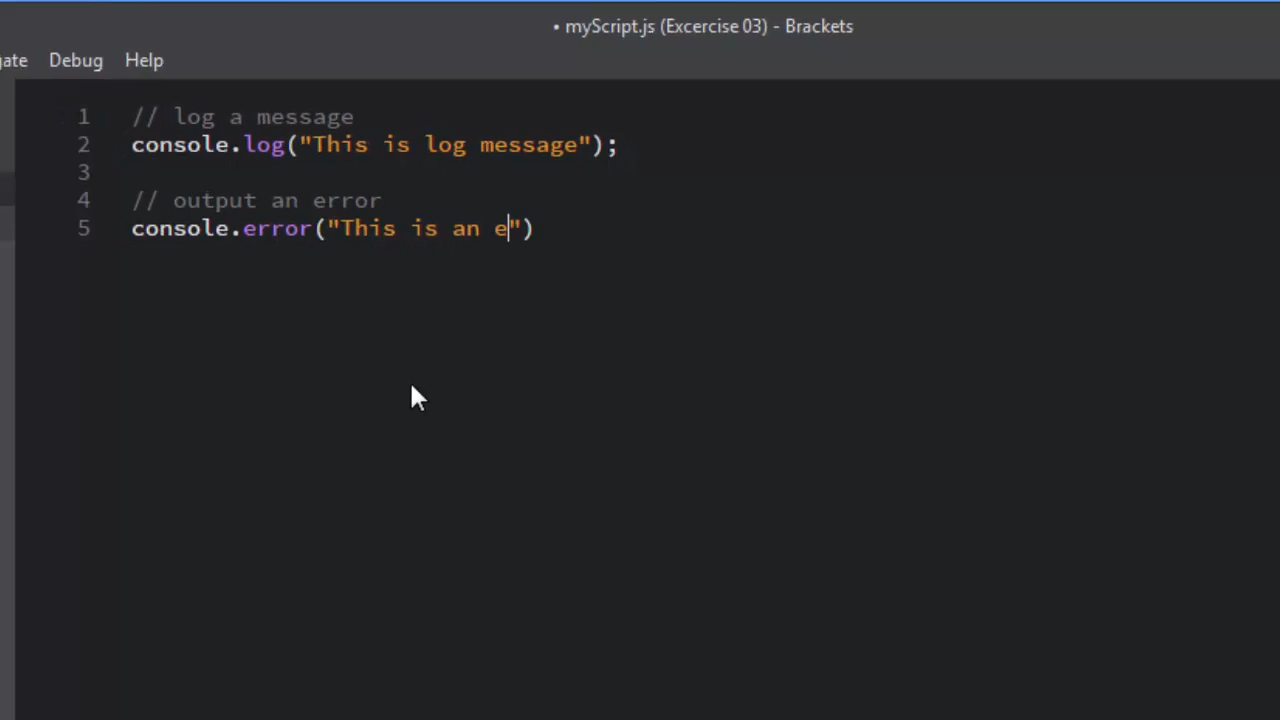 • myScript.js (Excercise 03) - Brackets
gate Debug Help
1 // log a message
2 console.log("This is log message");
3
4 // output an error
5 console.error("This is an e")